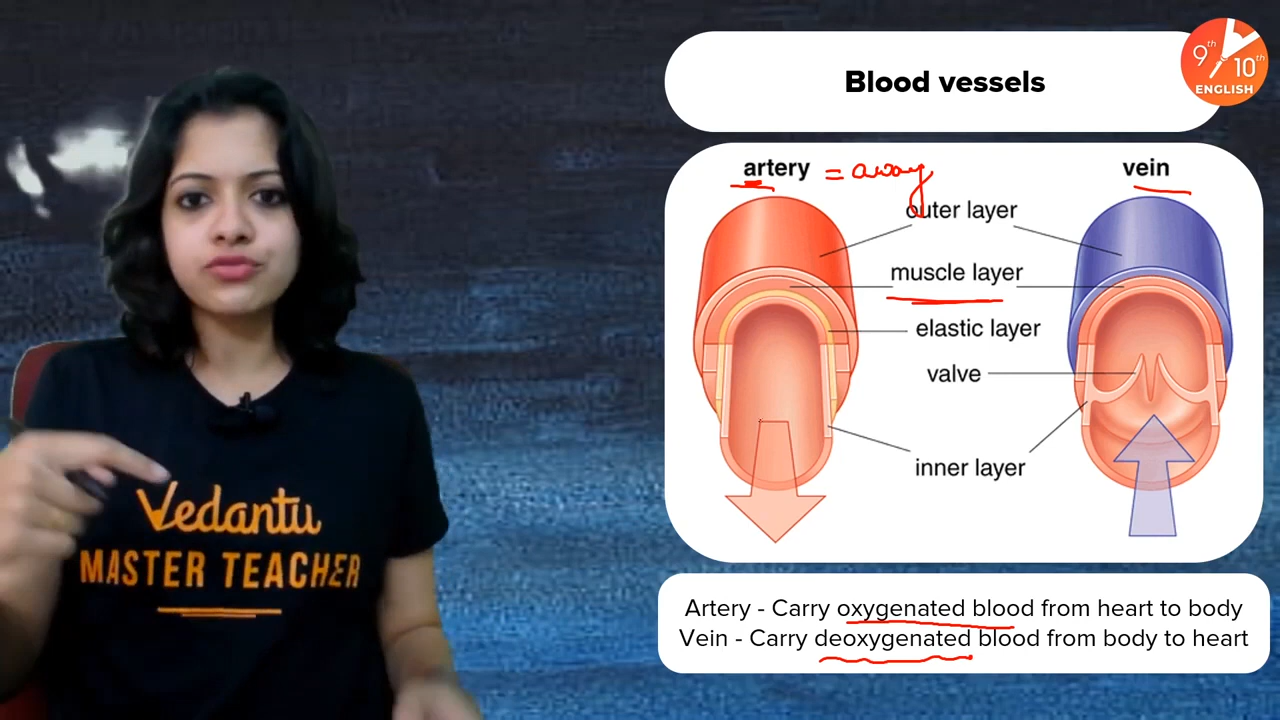 Blood vessels
9th
10th
ENGLISH
artery = away
vein
outer layer
muscle layer
elastic layer
valve
inner layer
Vedantu
MASTER TEACHER
Artery - Carry oxygenated blood from heart to body
Vein - Carry deoxygenated blood from body to heart